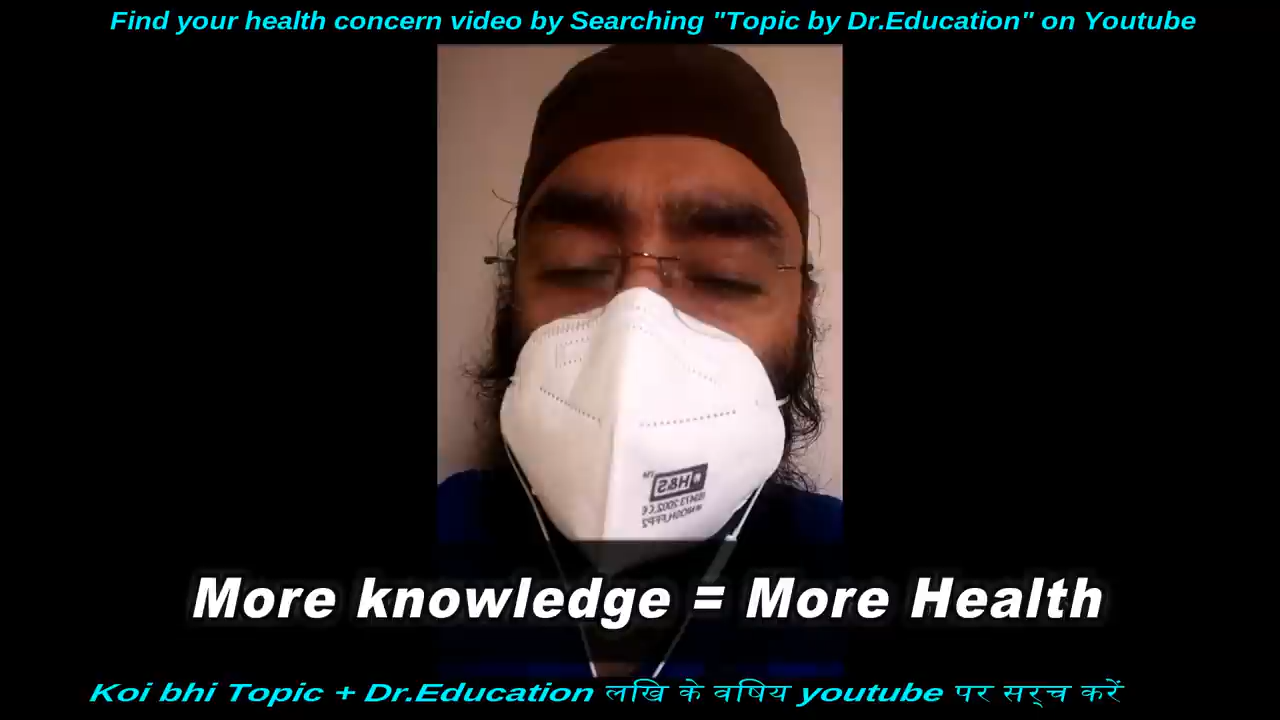 Find your health concern video by Searching "Topic by Dr.Education" on Youtube
H&S
More knowledge = More Health
Koi bhi Topic + Dr.Education लखि के वषिय youtube पर सर्च करें